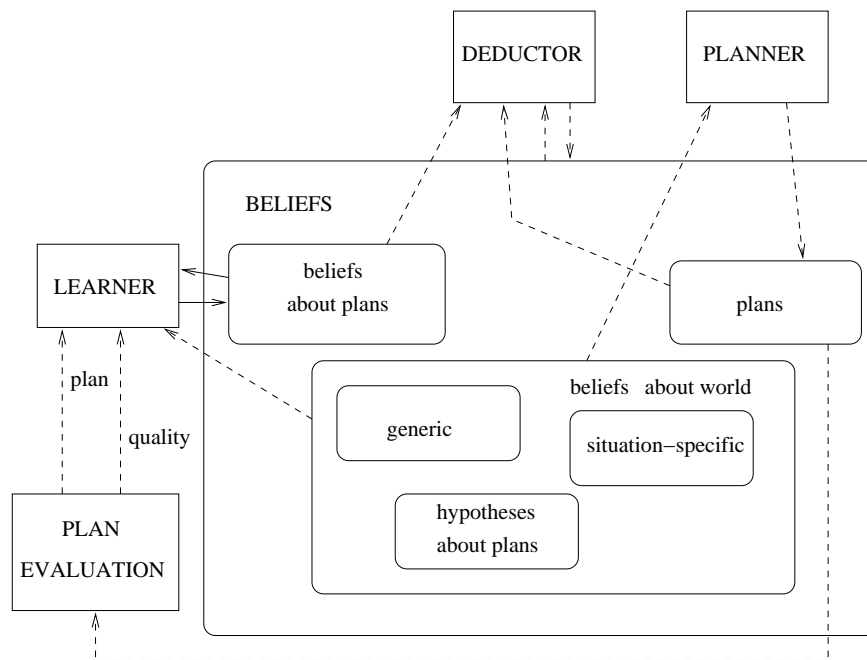 DEDUCTOR
PLANNER
BELIEFS
beliefs
about plans
LEARNER
plans
plan
quality
beliefs about world
generic
situation−specific
hypotheses
about plans
PLAN
EVALUATION